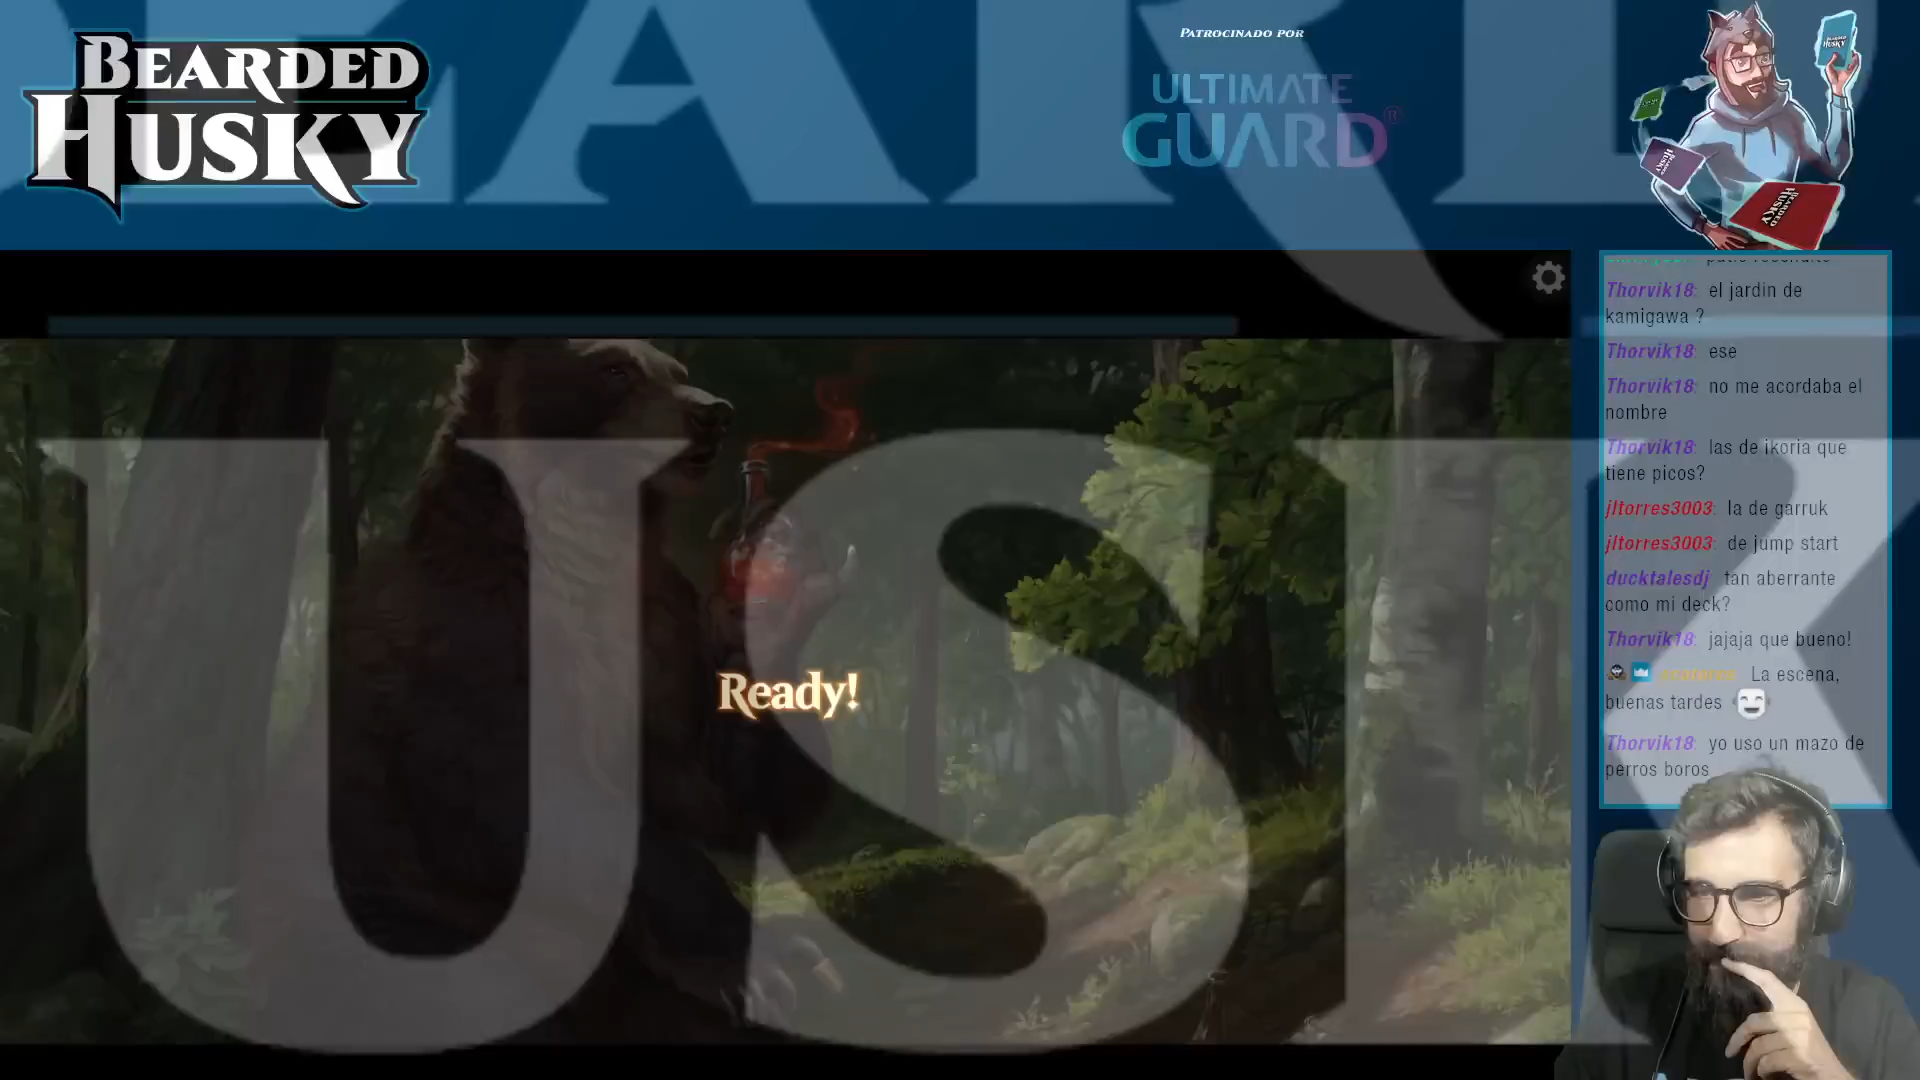 BEARDED
HUSKY
PATROCINADO POR
ULTIMATE
GUARD®
Thorvik18: el jardin de
kamigawa ?
Thorvik18: ese
Thorvik18: no me acordaba el
nombre
Thorvik18: las de ikoria que
tiene picos?
jltorres3003: la de garruk
jltorres3003: de jump start
ducktalesdj tan aberrante
como mi deck?
Thorvik18: jajaja que bueno!
La escena,
buenas tardes
Thorvik18: yo uso un mazo de
perros boros
Ready!
USK